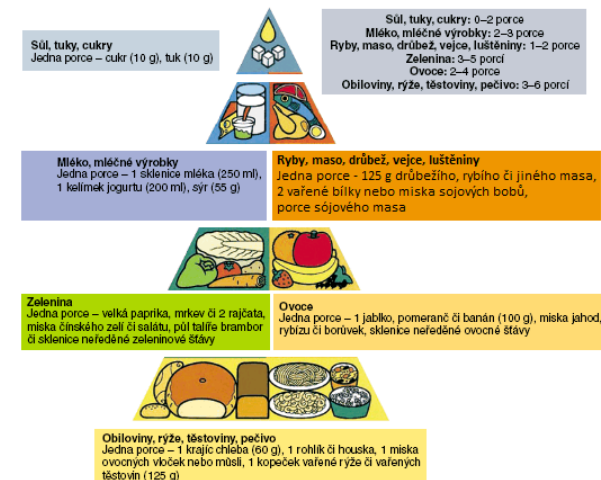 Sůl, tuky, cukry
Jedna porce – cukr (10 g), tuk (10 g)
Sůl, tuky, cukry: 0–2 porce
Mléko, mléčné výrobky: 2–3 porce
Ryby, maso, drůbež, vejce, luštěniny: 1–2 porce
Zelenina: 3–5 porcí
Ovoce: 2–4 porce
Obiloviny, rýže, těstoviny, pečivo: 3–6 porcí
Mléko, mléčné výrobky
Jedna porce – 1 sklenice mléka (250 ml),
1 kelímek jogurtu (200 ml), sýr (55 g)
Ryby, maso, drůbež, vejce, luštěniny
Jedna porce - 125 g drůbežího, rybího či jiného masa,
2 vařené bílky nebo miska sojových bobů,
porce sójového masa
Zelenina
Jedna porce – velká paprika, mrkev či 2 rajčata,
miska čínského zelí či salátu, půl talíře brambor
či sklenice neředěné zeleninové šťávy
Ovoce
Jedna porce – 1 jablko, pomeranč či banán (100 g), miska jahod,
rybízu či borůvek, sklenice neředěné ovocné šťávy
Obiloviny, rýže, těstoviny, pečivo
Jedna porce – 1 krajíc chleba (60 g), 1 rohlík či houska, 1 miska
ovocných vloček nebo műsli, 1 kopeček vařené rýže či vařených
těstovin (125 g)